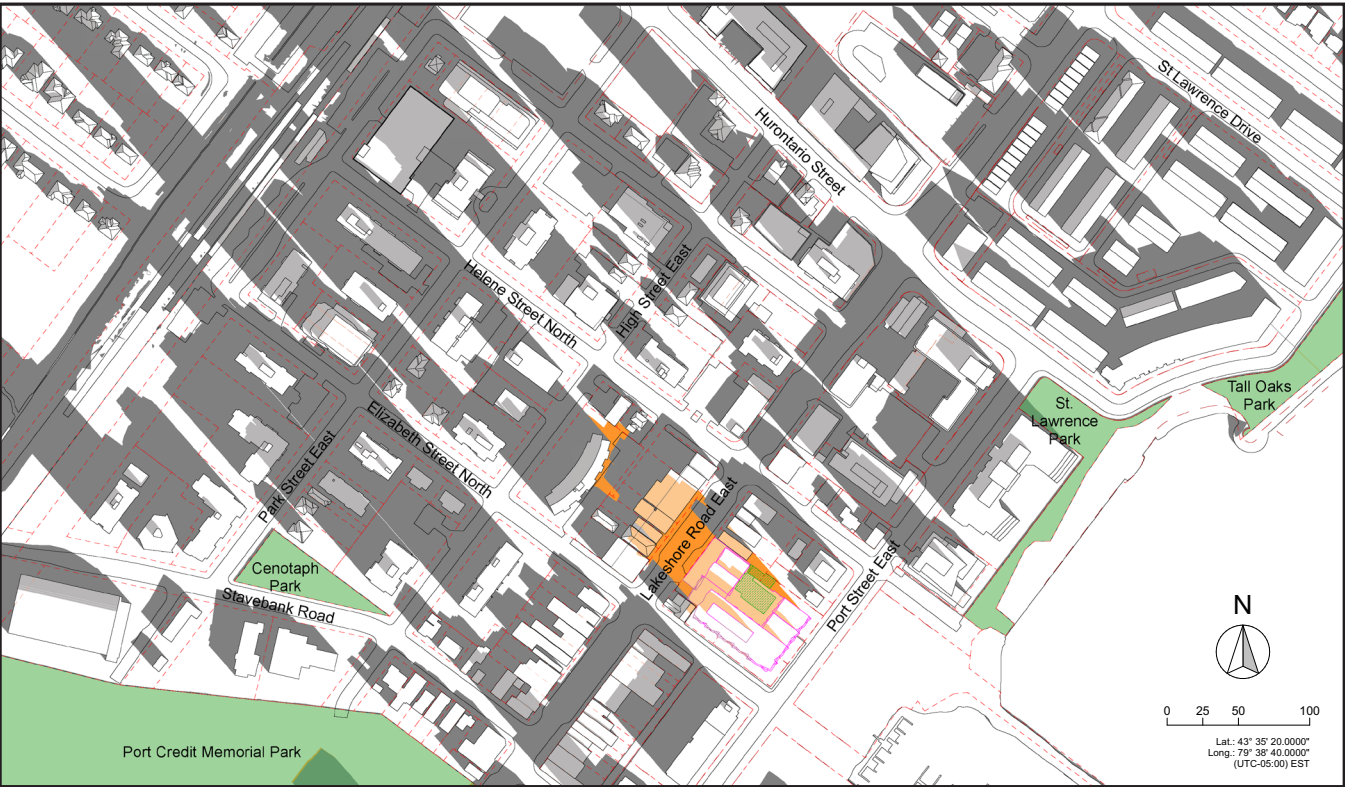 St Lawrence Drive
Hurontario Street
High Street East
Helene Street North
Tall Oaks
Park
St.
Lawrence
Park
Elizabeth Street North
Park Street East
Lakeshore Road East
Port Street East
Cenotaph
Park
Stavebank Road
N
0 25 50 100
Lat.: 43° 35' 20.0000"
Long.: 79° 38' 40.0000"
(UTC-05:00) EST
Port Credit Memorial Park